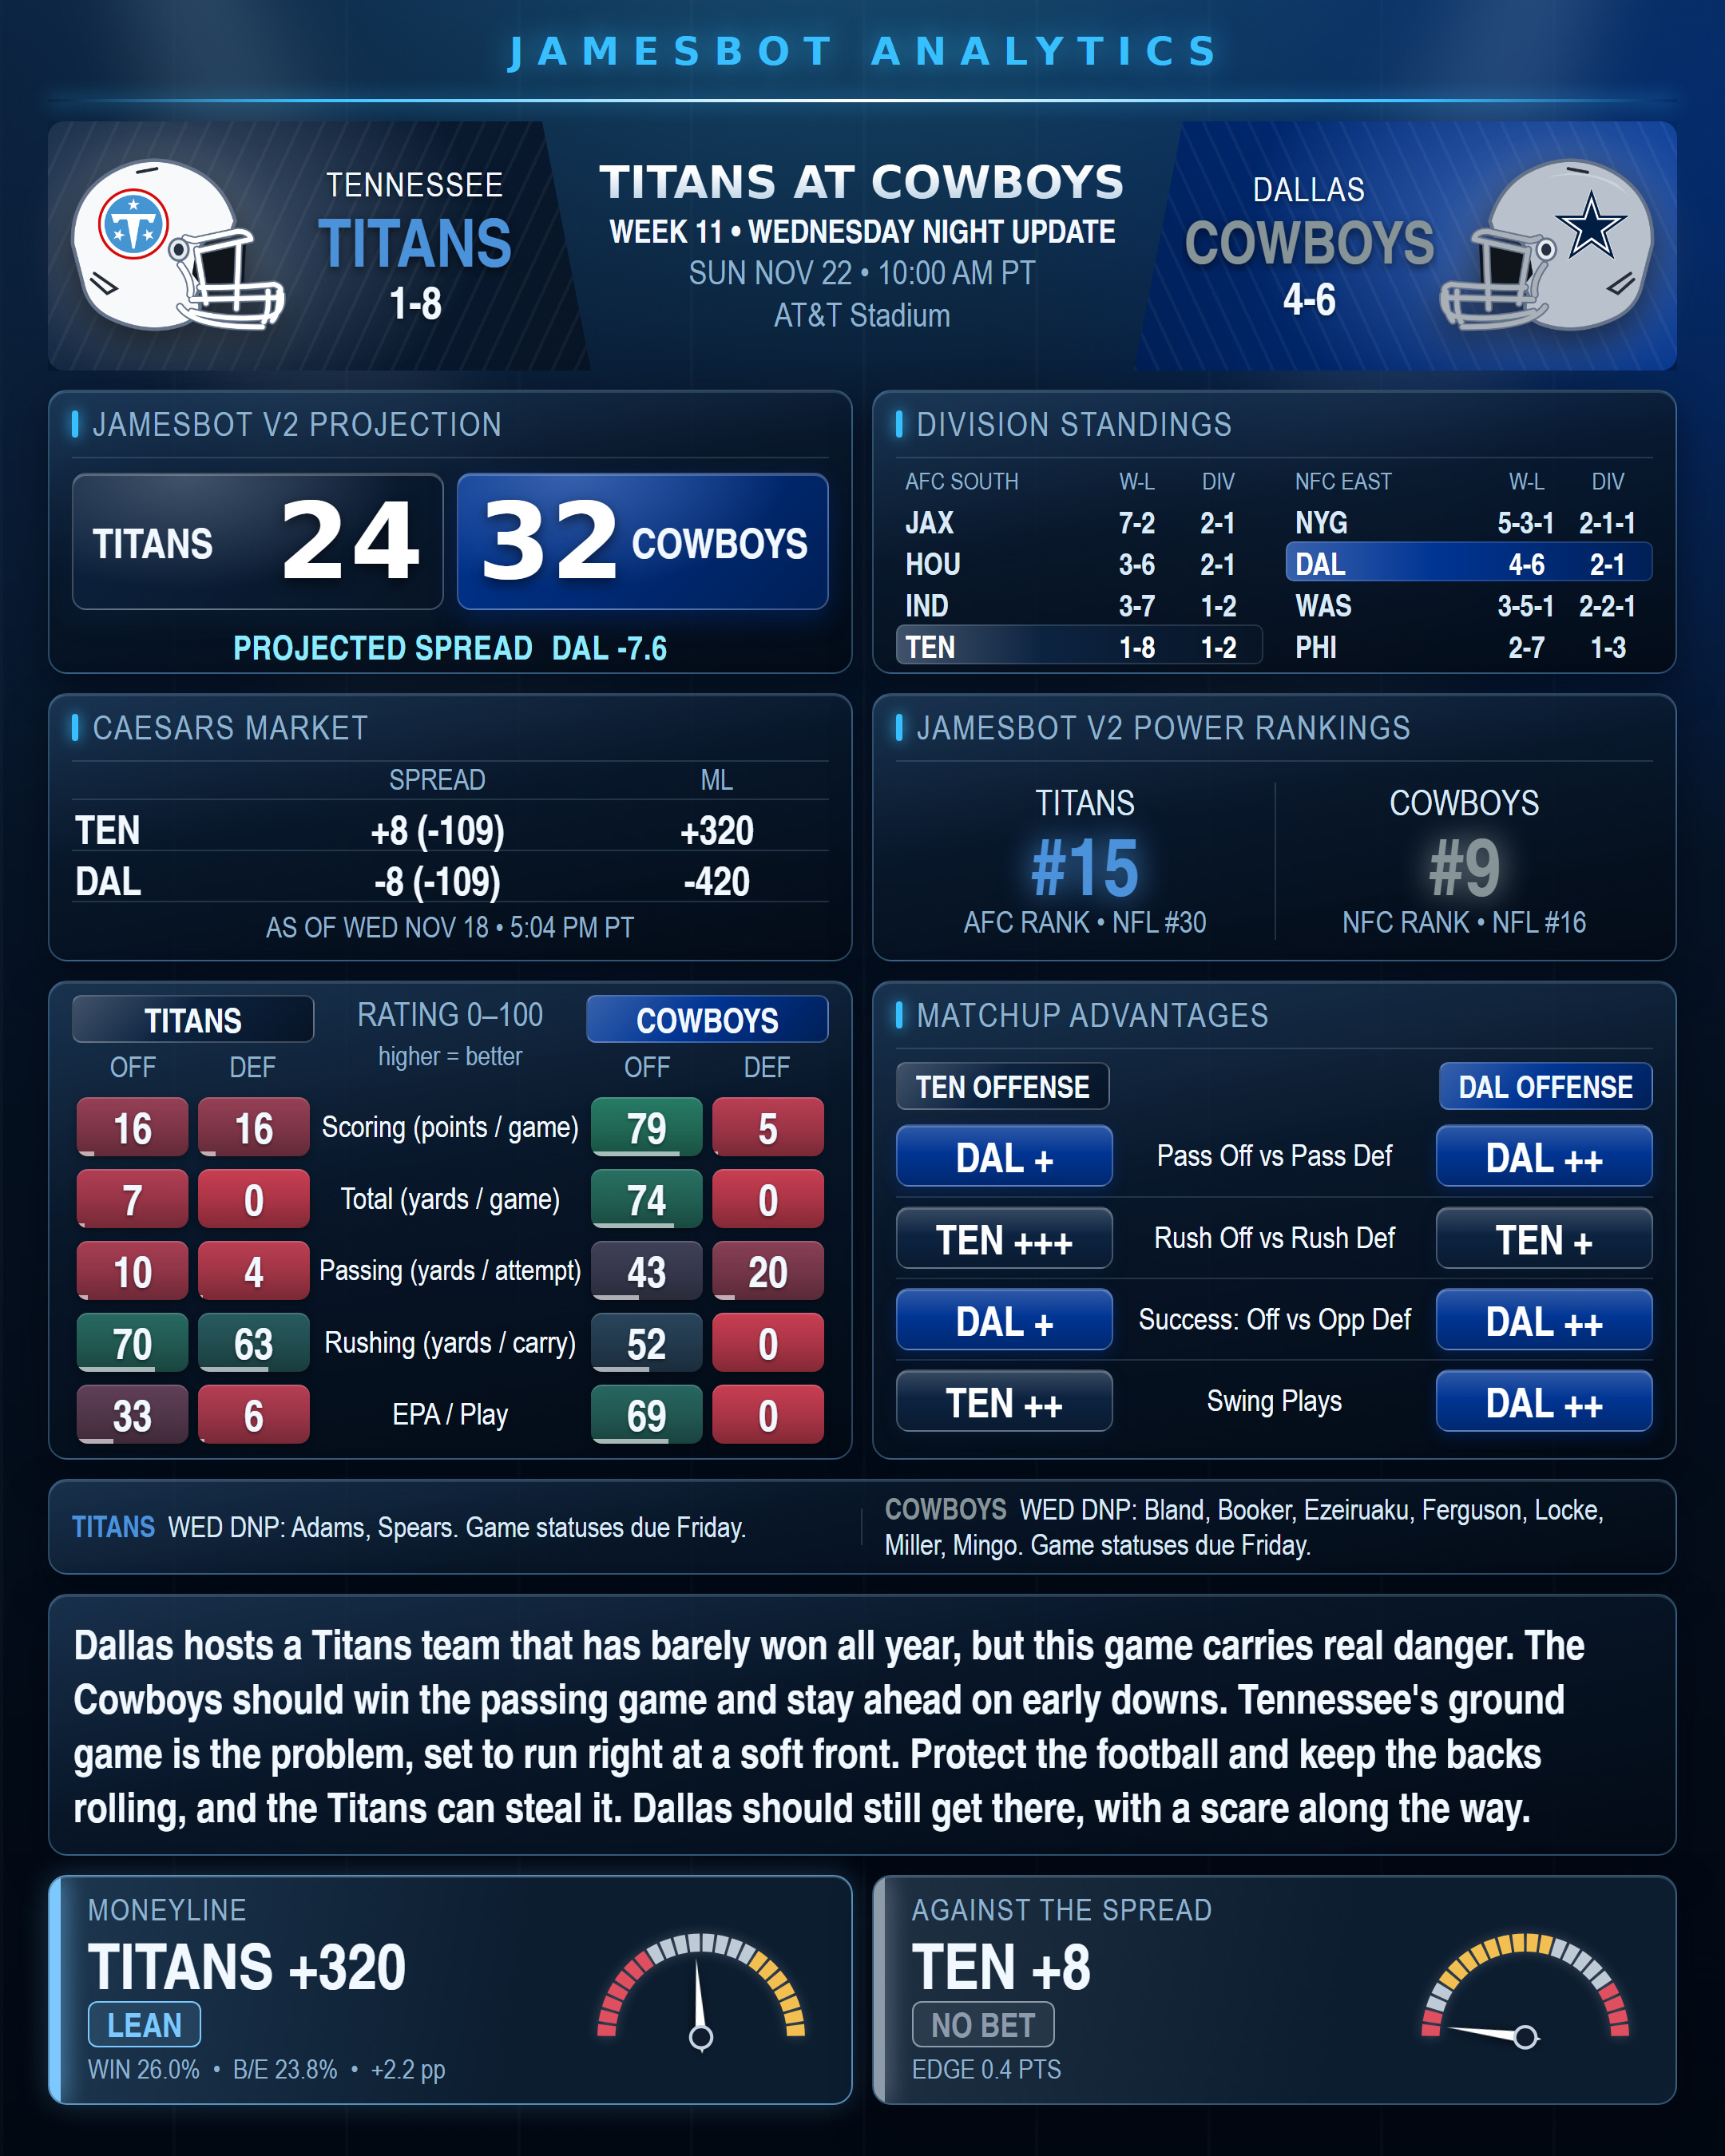 JAMESBOT ANALYTICS
TENNESSEE
TITANS
1-8
TITANS AT COWBOYS
WEEK 11 • WEDNESDAY NIGHT UPDATE
SUN NOV 22 • 10:00 AM PT
AT&T Stadium
DALLAS
COWBOYS
4-6
JAMESBOT V2 PROJECTION
TITANS 24
32 COWBOYS
PROJECTED SPREAD DAL -7.6
DIVISION STANDINGS
AFC SOUTH W-L DIV
JAX 7-2 2-1
HOU 3-6 2-1
IND 3-7 1-2
TEN 1-8 1-2
NFC EAST W-L DIV
NYG 5-3-1 2-1-1
DAL 4-6 2-1
WAS 3-5-1 2-2-1
PHI 2-7 1-3
CAESARS MARKET
SPREAD ML
TEN +8 (-109) +320
DAL -8 (-109) -420
AS OF WED NOV 18 • 5:04 PM PT
JAMESBOT V2 POWER RANKINGS
TITANS
#15
AFC RANK • NFL #30
COWBOYS
#9
NFC RANK • NFL #16
TITANS RATING 0–100 COWBOYS
OFF DEF higher = better OFF DEF
16 16 Scoring (points / game) 79 5
7 0 Total (yards / game) 74 0
10 4 Passing (yards / attempt) 43 20
70 63 Rushing (yards / carry) 52 0
33 6 EPA / Play 69 0
MATCHUP ADVANTAGES
TEN OFFENSE DAL OFFENSE
DAL + Pass Off vs Pass Def DAL ++
TEN +++ Rush Off vs Rush Def TEN +
DAL + Success: Off vs Opp Def DAL ++
TEN ++ Swing Plays DAL ++
TITANS WED DNP: Adams, Spears. Game statuses due Friday.
COWBOYS WED DNP: Bland, Booker, Ezeiruaku, Ferguson, Locke,
Miller, Mingo. Game statuses due Friday.
Dallas hosts a Titans team that has barely won all year, but this game carries real danger. The
Cowboys should win the passing game and stay ahead on early downs. Tennessee's ground
game is the problem, set to run right at a soft front. Protect the football and keep the backs
rolling, and the Titans can steal it. Dallas should still get there, with a scare along the way.
MONEYLINE
TITANS +320
LEAN
WIN 26.0% • B/E 23.8% • +2.2 pp
AGAINST THE SPREAD
TEN +8
NO BET
EDGE 0.4 PTS